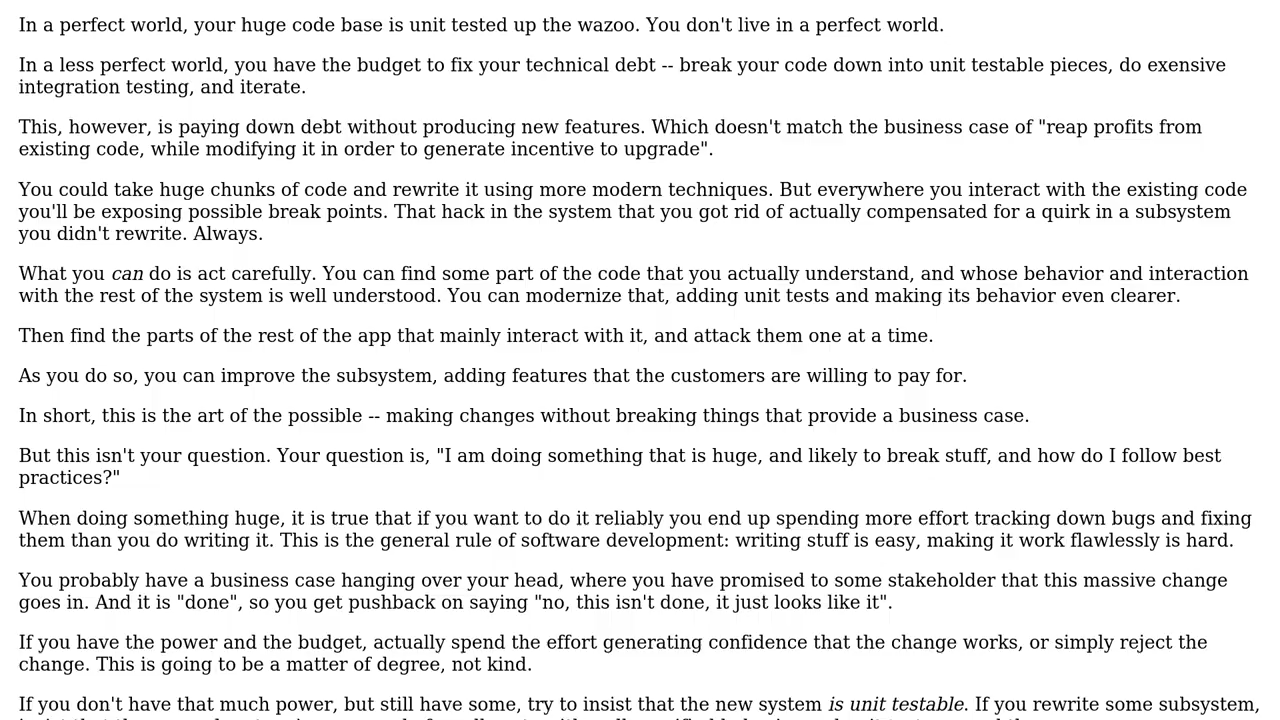 In a perfect world, your huge code base is unit tested up the wazoo. You don't live in a perfect world.
In a less perfect world, you have the budget to fix your technical debt -- break your code down into unit testable pieces, do exensive
integration testing, and iterate.
This, however, is paying down debt without producing new features. Which doesn't match the business case of "reap profits from
existing code, while modifying it in order to generate incentive to upgrade".
You could take huge chunks of code and rewrite it using more modern techniques. But everywhere you interact with the existing code
you'll be exposing possible break points. That hack in the system that you got rid of actually compensated for a quirk in a subsystem
you didn't rewrite. Always.
What you can do is act carefully. You can find some part of the code that you actually understand, and whose behavior and interaction
with the rest of the system is well understood. You can modernize that, adding unit tests and making its behavior even clearer.
Then find the parts of the rest of the app that mainly interact with it, and attack them one at a time.
As you do so, you can improve the subsystem, adding features that the customers are willing to pay for.
In short, this is the art of the possible -- making changes without breaking things that provide a business case.
But this isn't your question. Your question is, "I am doing something that is huge, and likely to break stuff, and how do I follow best
practices?"
When doing something huge, it is true that if you want to do it reliably you end up spending more effort tracking down bugs and fixing
them than you do writing it. This is the general rule of software development: writing stuff is easy, making it work flawlessly is hard.
You probably have a business case hanging over your head, where you have promised to some stakeholder that this massive change
goes in. And it is "done", so you get pushback on saying "no, this isn't done, it just looks like it".
If you have the power and the budget, actually spend the effort generating confidence that the change works, or simply reject the
change. This is going to be a matter of degree, not kind.
If you don't have that much power, but still have some, try to insist that the new system is unit testable. If you rewrite some subsystem,